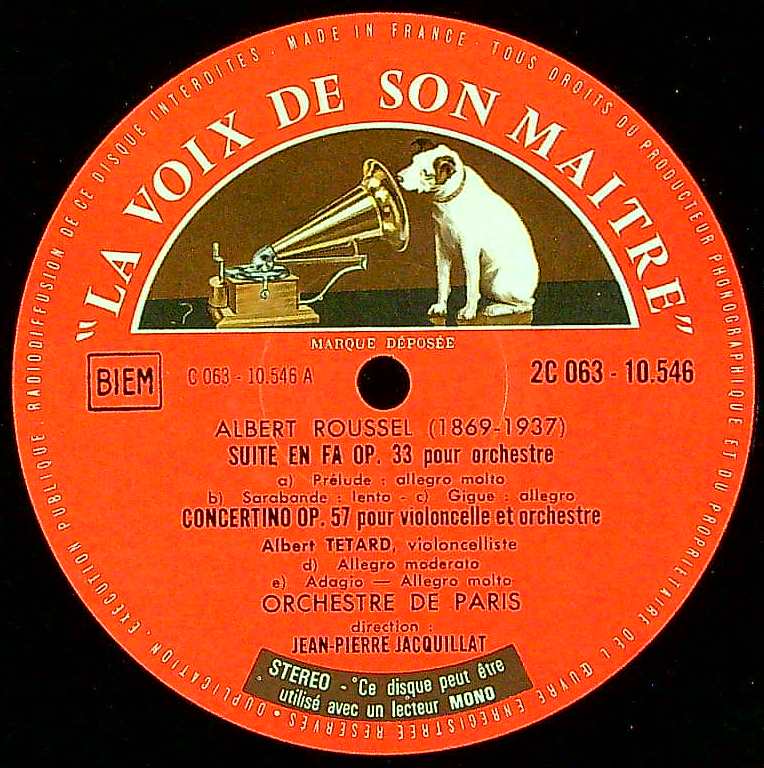 MADE IN FRANCE · TOUS DROITS DU PRODUCTEUR PHONOGRAPHIQUE ET DU PROPRIETAIRE DE L'ŒUVRE ENREGISTREE RESERVES • DUPLICATION · EXECUTION PUBLIQUE · RADIODIFFUSION DE CE DISQUE INTERDITES ·
"LA VOIX DE SON MAITRE"
MARQUE DÉPOSÉE
BIEM C 063 - 10.546 A 2C 063 - 10.546
ALBERT ROUSSEL (1869-1937)
SUITE EN FA OP. 33 pour orchestre
a) Prélude : allegro molto
b) Sarabande : lento - c) Gigue : allegro
CONCERTINO OP. 57 pour violoncelle et orchestre
Albert TETARD, violoncelliste
d) Allegro moderato
e) Adagio — Allegro molto
ORCHESTRE DE PARIS
direction :
JEAN-PIERRE JACQUILLAT
STEREO - "Ce disque peut être
utilisé avec un lecteur MONO